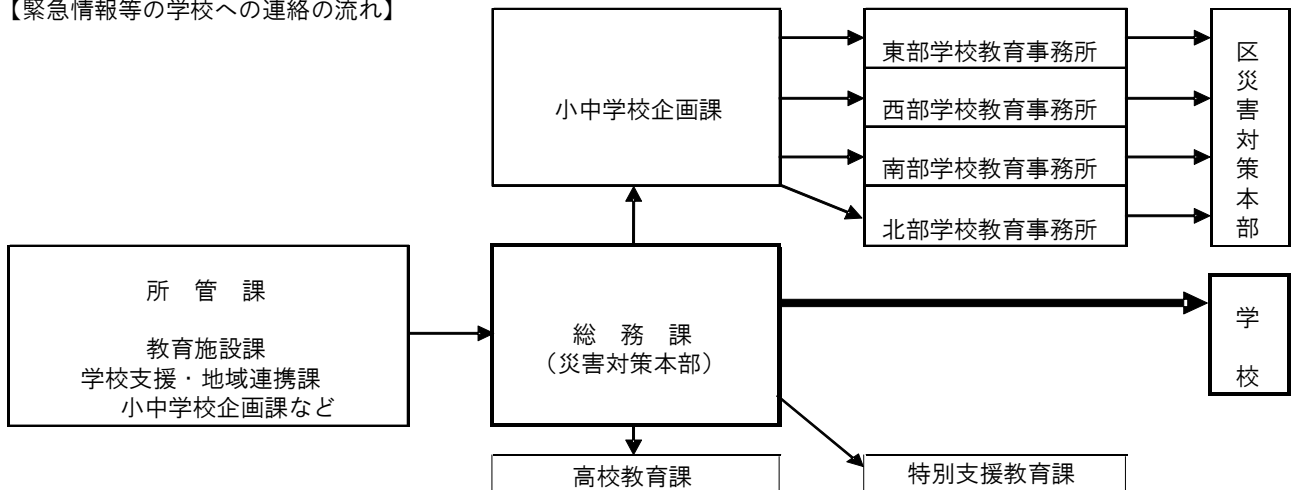 【緊急情報等の学校への連絡の流れ】
小中学校企画課
東部学校教育事務所
西部学校教育事務所
南部学校教育事務所
北部学校教育事務所
区災害対策本部
所　管　課
教育施設課
学校支援・地域連携課
小中学校企画課など
総　務　課
（災害対策本部）
学校
高校教育課
特別支援教育課